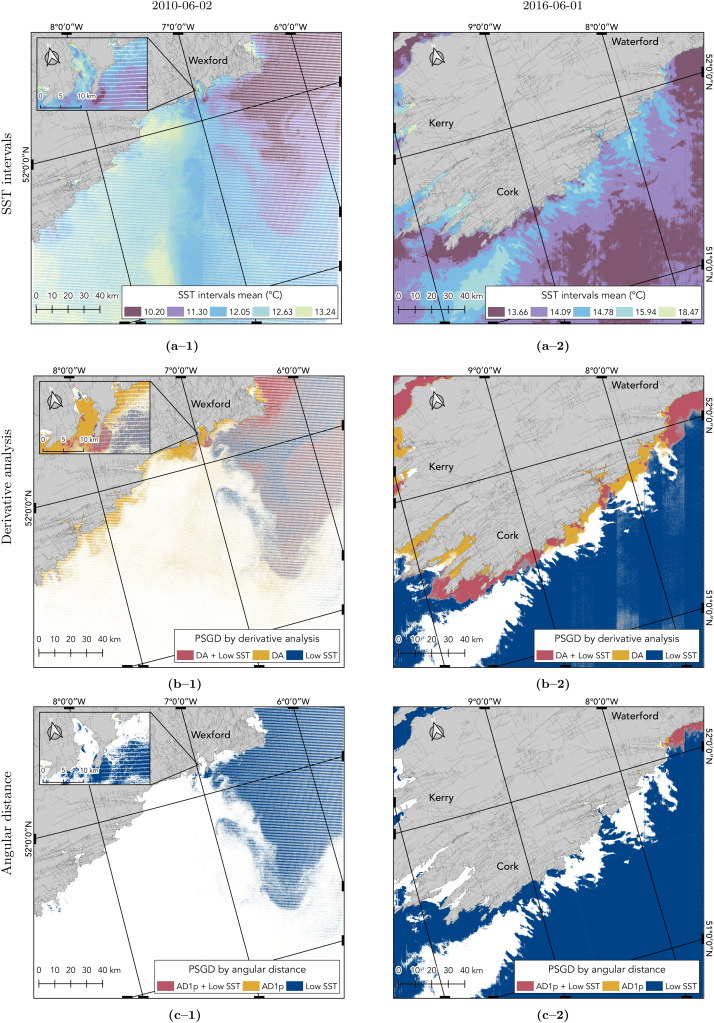 2010-06-02
2016-06-01
SST intervals
8°0'0"W 7°0'0"W 6°0'0"W
Wexford
0 5 10 km
52°0'0"N
0 10 20 30 40 km
SST intervals mean (°C)
10.20 11.30 12.05 12.63 13.24
(a–1)
9°0'0"W 8°0'0"W
Waterford
Kerry
Cork
52°0'0"N
51°0'0"N
0 10 20 30 40 km
SST intervals mean (°C)
13.66 14.09 14.78 15.94 18.47
(a–2)
Derivative analysis
8°0'0"W 7°0'0"W 6°0'0"W
Wexford
0 5 10 km
52°0'0"N
0 10 20 30 40 km
PSGD by derivative analysis
DA + Low SST DA Low SST
(b–1)
9°0'0"W 8°0'0"W
Waterford
Kerry
Cork
52°0'0"N
51°0'0"N
0 10 20 30 40 km
PSGD by derivative analysis
DA + Low SST DA Low SST
(b–2)
Angular distance
8°0'0"W 7°0'0"W 6°0'0"W
Wexford
0 5 10 km
52°0'0"N
0 10 20 30 40 km
PSGD by angular distance
AD1p + Low SST AD1p Low SST
(c–1)
9°0'0"W 8°0'0"W
Waterford
Kerry
Cork
52°0'0"N
51°0'0"N
0 10 20 30 40 km
PSGD by angular distance
AD1p + Low SST AD1p Low SST
(c–2)